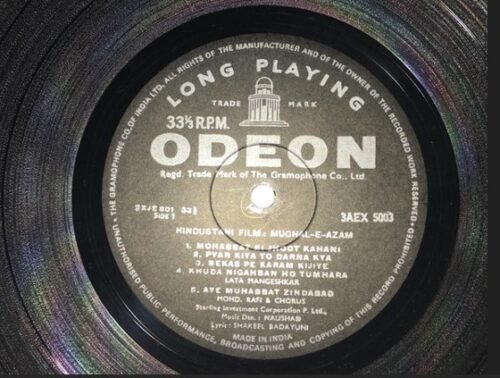 THE GRAMOPHONE CO. OF INDIA LTD. ALL RIGHTS OF THE MANUFACTURER AND OF THE OWNER OF THE RECORDED WORK RESERVED
UNAUTHORISED PUBLIC PERFORMANCE, BROADCASTING AND COPYING OF THIS RECORD PROHIBITED
LONG PLAYING
TRADE MARK
33⅓ R.P.M.
ODEON
Regd. Trade Mark of The Gramophone Co., Ltd.
2XJE 801 33⅓
SIDE 1
3AEX 5003
HINDUSTANI FILM: MUGHAL-E-AZAM
1. MOHABBAT KI JHOOT KAHANI
2. PYAR KIYA TO DARNA KYA
3. BEKAS PE KARAM KIJIYE
4. KHUDA NIGAHBAN HO TUMHARA
LATA MANGESHKAR
5. AYE MUHABBAT ZINDABAD
MOHD. RAFI & CHORUS
Sterling Investment Corporation P. Ltd.,
Music Den.: NAUSHAD
Lyric: SHAKEEL BADAYUNI
MADE IN INDIA